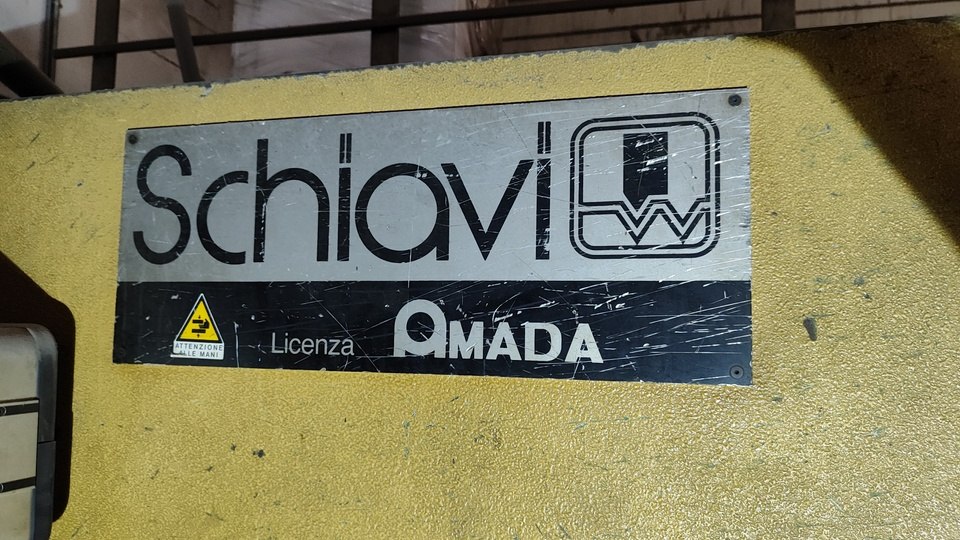 Schiavi
ATTENZIONE
ALLE MANI
Licenza AMADA